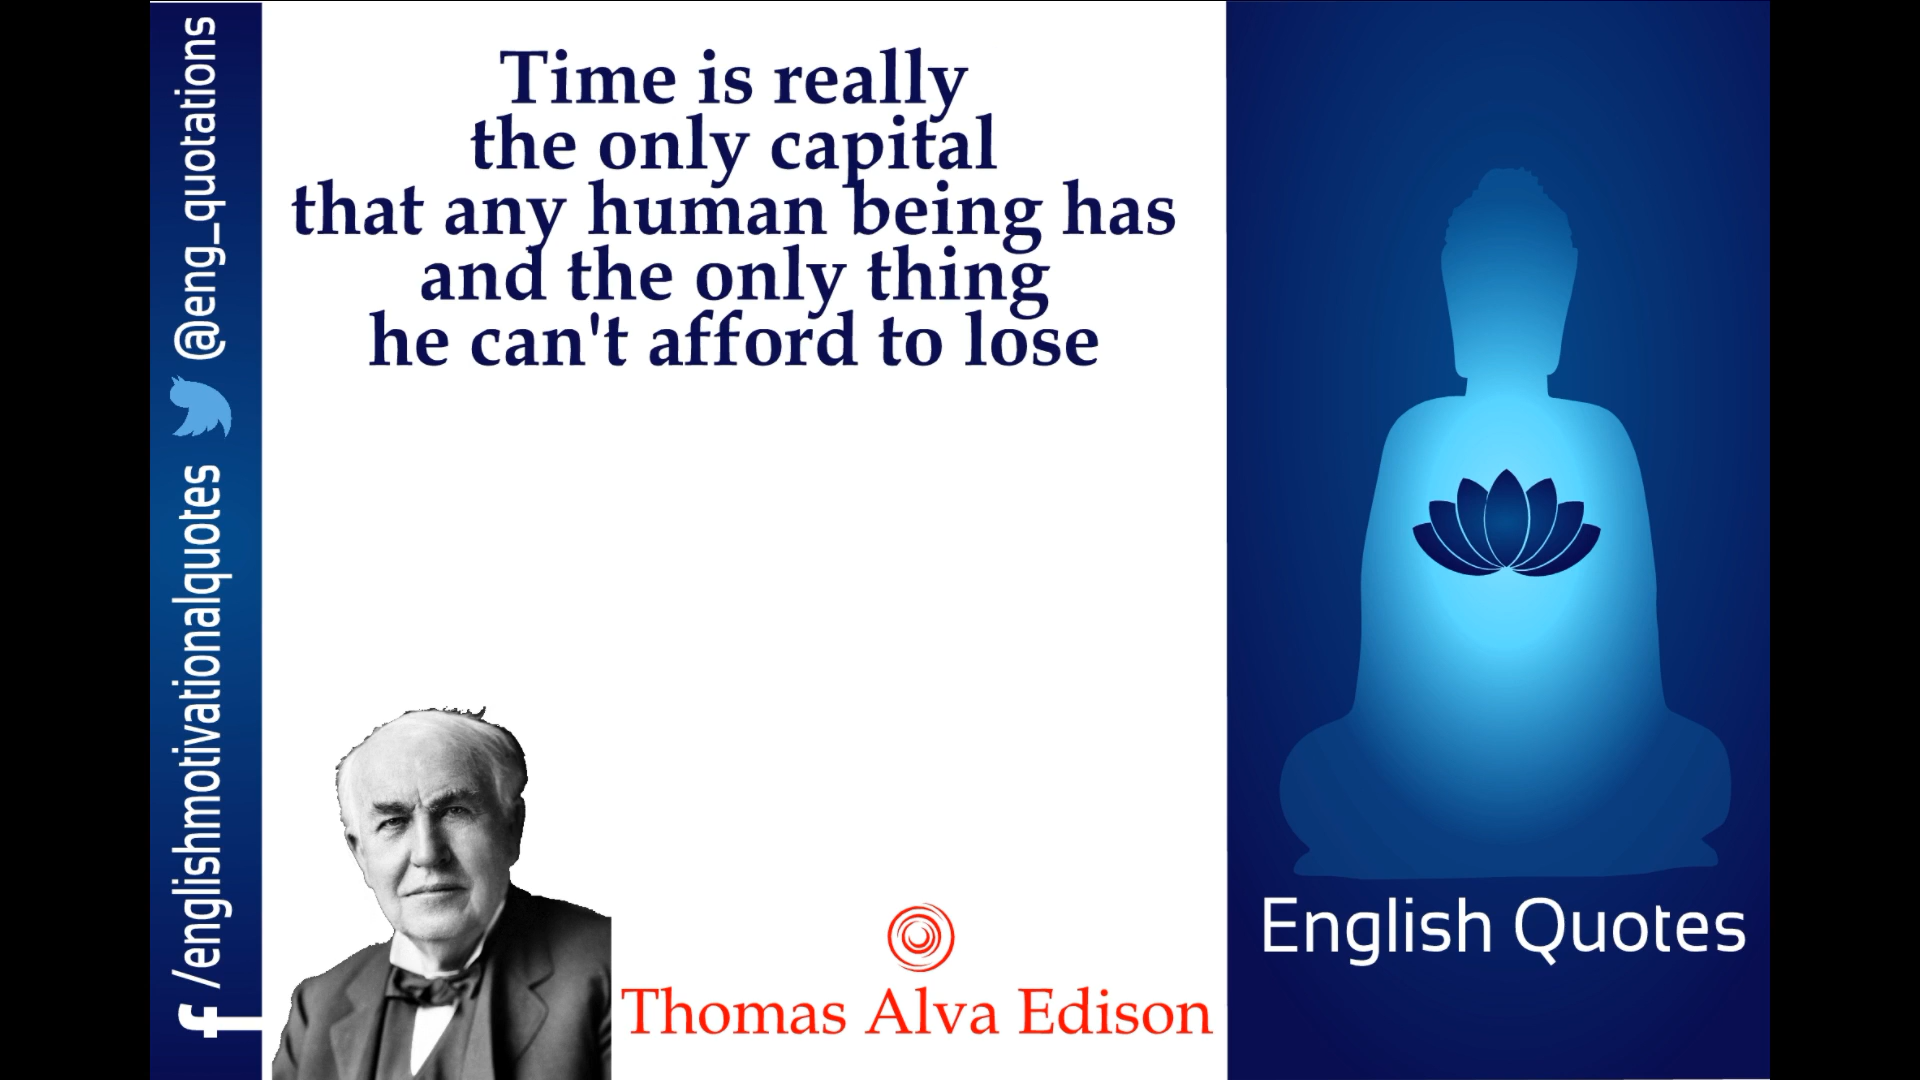 Time is really
the only capital
that any human being has
and the only thing
he can't afford to lose
Thomas Alva Edison
English Quotes
f /englishmotivationalquotes @eng_quotations